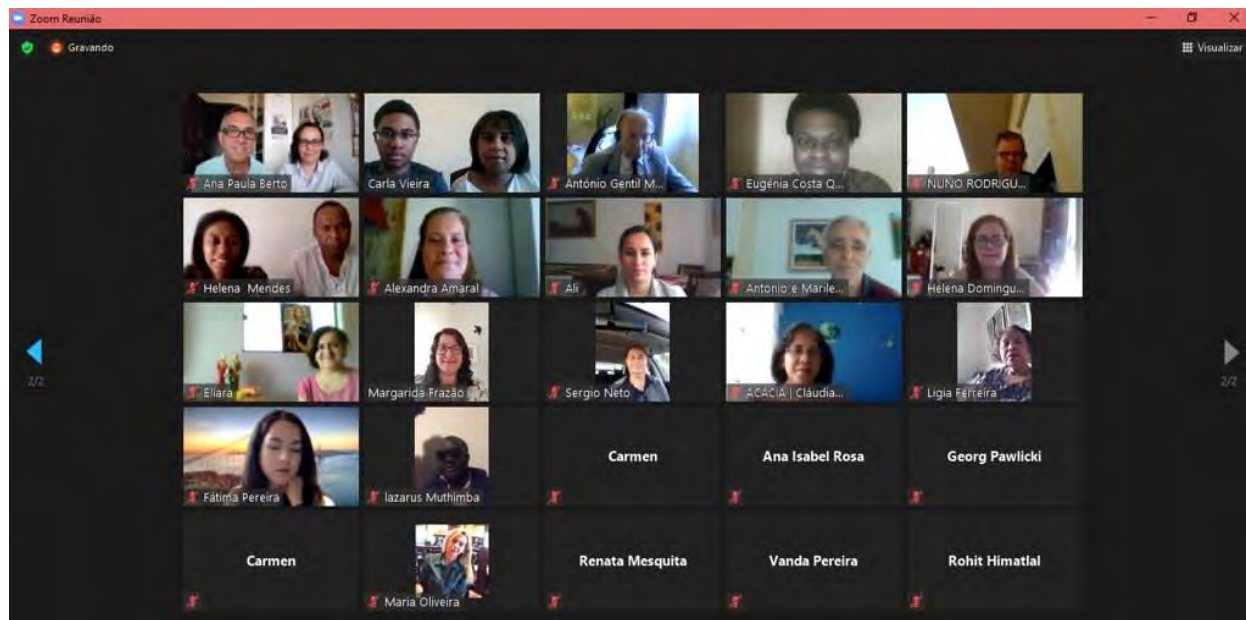 Zoom Reunião
Gravando
Visualizar
Ana Paula Berto
Carla Vieira
António Gentil M...
Eugénia Costa Q...
NUNO RODRIGU...
Helena Mendes
Alexandra Amaral
Ali
Antonio e Marile...
Helena Domingu...
Eliara
Margarida Frazão
Sergio Neto
ACÁCIA | Cláudia...
Ligia Ferreira
2/2
2/2
Fátima Pereira
lazarus Muthimba
Carmen
Ana Isabel Rosa
Georg Pawlicki
Carmen
Maria Oliveira
Renata Mesquita
Vanda Pereira
Rohit Himatlal